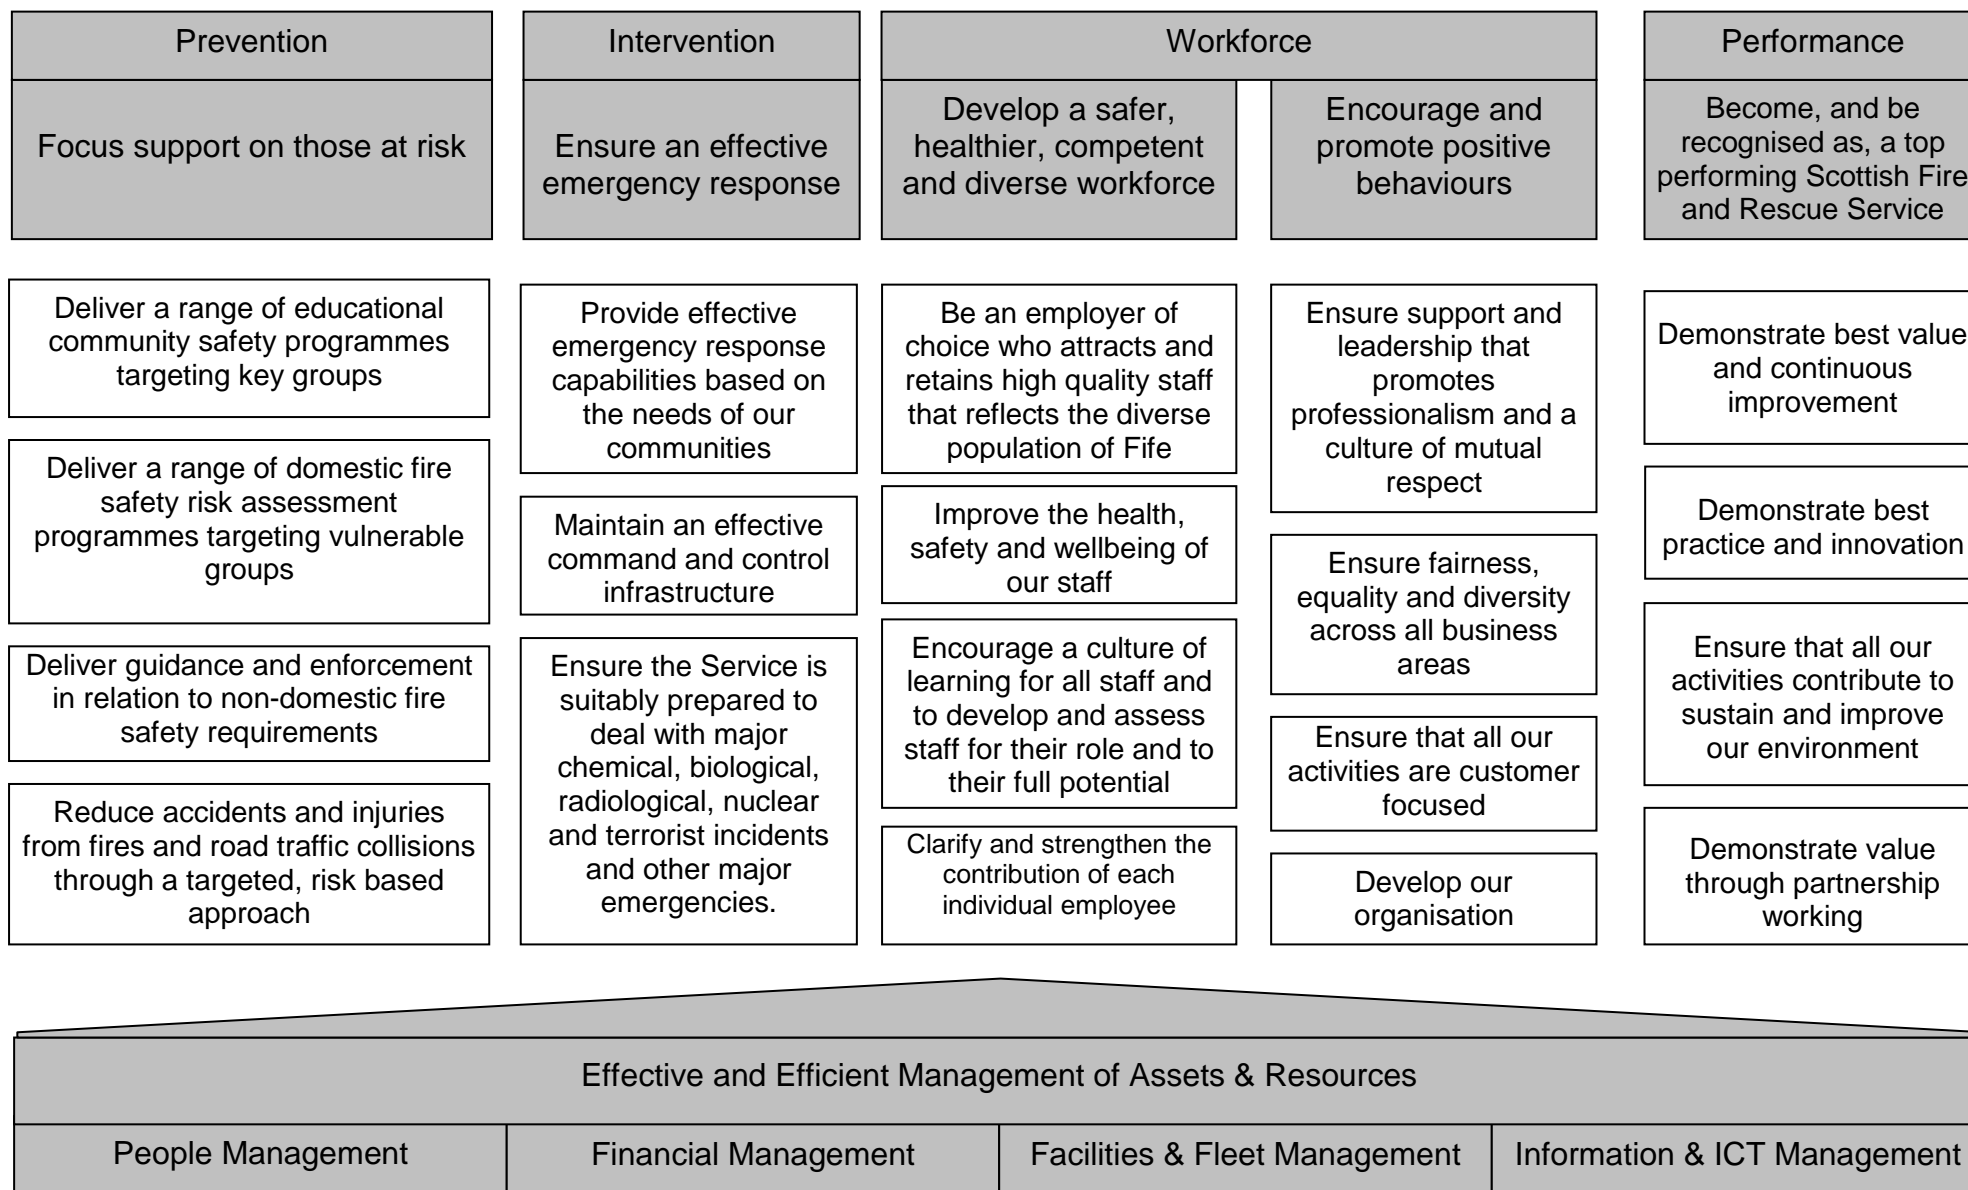 Prevention
Focus support on those at risk
Deliver a range of educational
community safety programmes
targeting key groups
Deliver a range of domestic fire
safety risk assessment
programmes targeting vulnerable
groups
Deliver guidance and enforcement
in relation to non-domestic fire
safety requirements
Reduce accidents and injuries
from fires and road traffic collisions
through a targeted, risk based
approach
Intervention
Ensure an effective
emergency response
Provide effective
emergency response
capabilities based on
the needs of our
communities
Maintain an effective
command and control
infrastructure
Ensure the Service is
suitably prepared to
deal with major
chemical, biological,
radiological, nuclear
and terrorist incidents
and other major
emergencies.
Workforce
Develop a safer,
healthier, competent
and diverse workforce
Be an employer of
choice who attracts and
retains high quality staff
that reflects the diverse
population of Fife
Improve the health,
safety and wellbeing of
our staff
Encourage a culture of
learning for all staff and
to develop and assess
staff for their role and to
their full potential
Clarify and strengthen the
contribution of each
individual employee
Encourage and
promote positive
behaviours
Ensure support and
leadership that
promotes
professionalism and a
culture of mutual
respect
Ensure fairness,
equality and diversity
across all business
areas
Ensure that all our
activities are customer
focused
Develop our
organisation
Performance
Become, and be
recognised as, a top
performing Scottish Fire
and Rescue Service
Demonstrate best value
and continuous
improvement
Demonstrate best
practice and innovation
Ensure that all our
activities contribute to
sustain and improve
our environment
Demonstrate value
through partnership
working
Effective and Efficient Management of Assets & Resources
People Management
Financial Management
Facilities & Fleet Management
Information & ICT Management